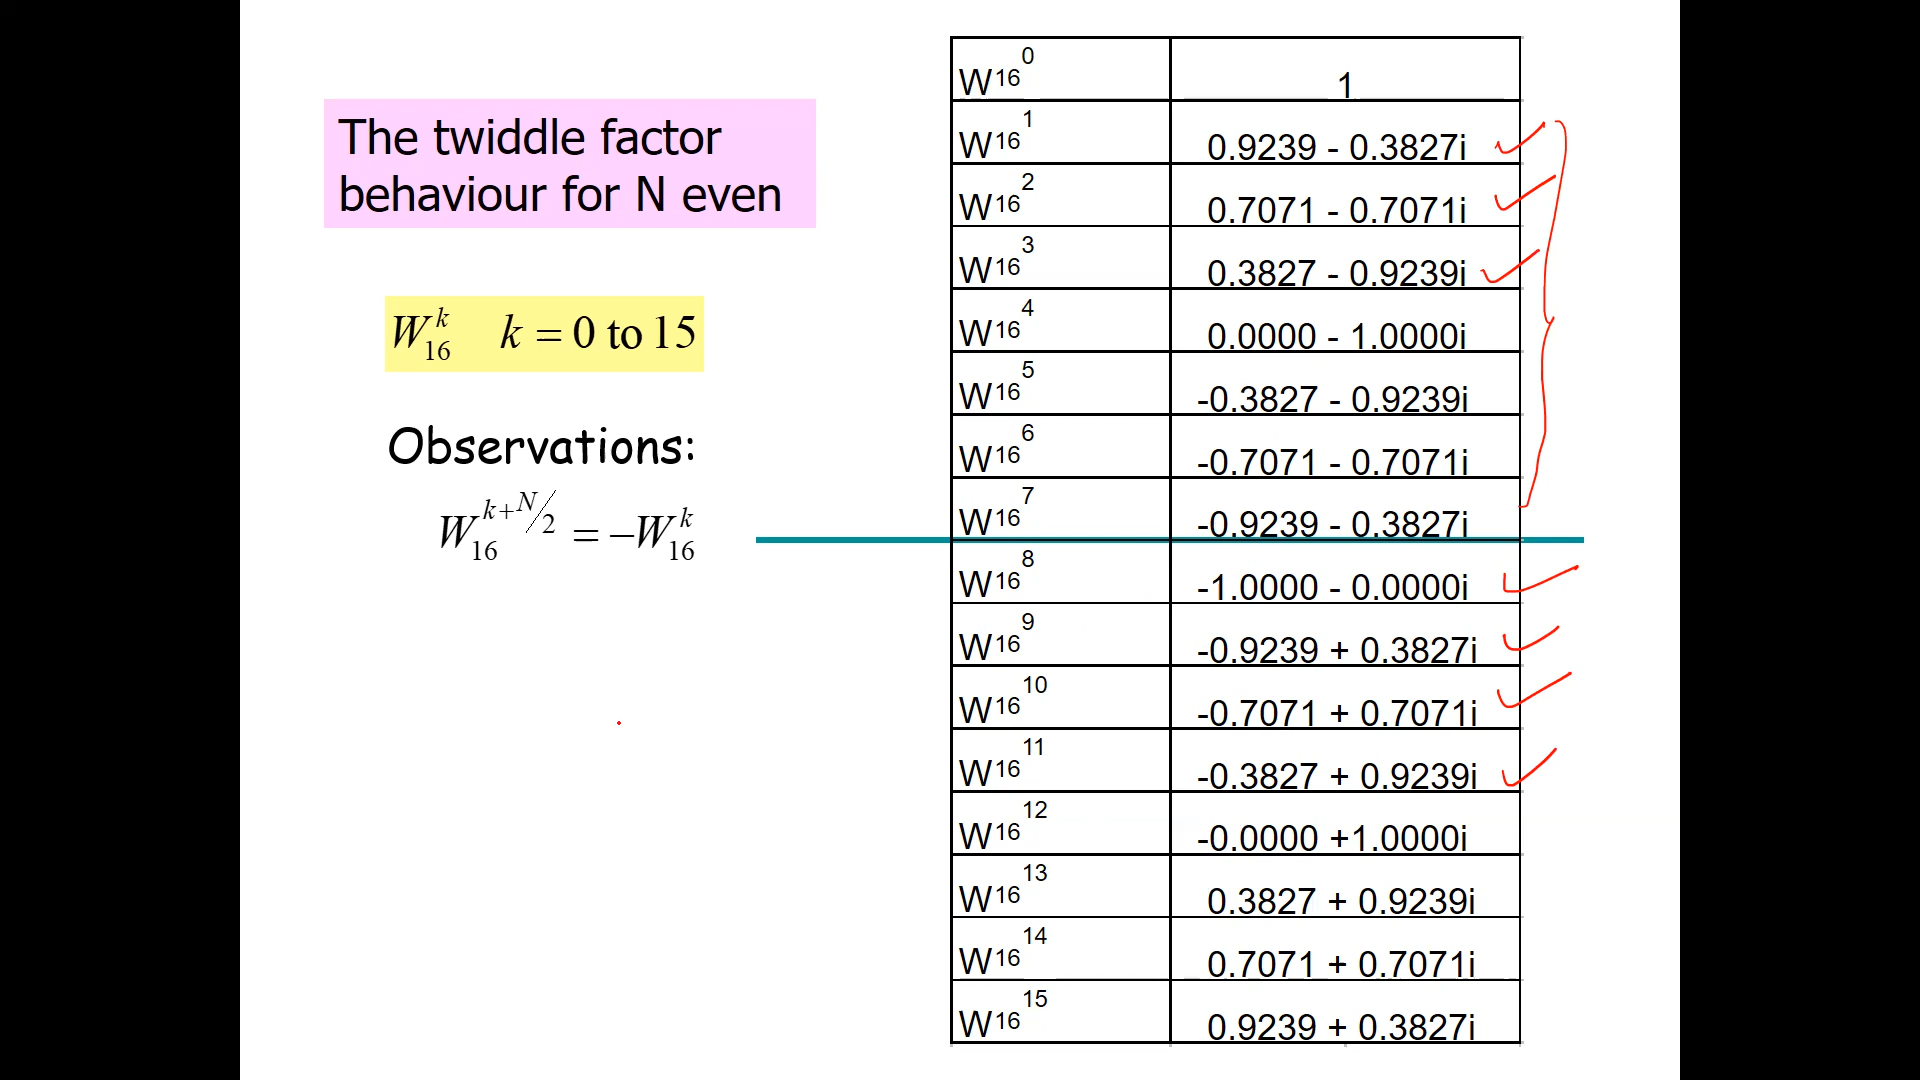 The twiddle factor
behaviour for N even
W₁₆ᵏ k = 0 to 15
Observations:
W₁₆^(k+N/2) = –W₁₆^k
W16^0 1
W16^1 0.9239 - 0.3827i
W16^2 0.7071 - 0.7071i
W16^3 0.3827 - 0.9239i
W16^4 0.0000 - 1.0000i
W16^5 -0.3827 - 0.9239i
W16^6 -0.7071 - 0.7071i
W16^7 -0.9239 - 0.3827i
W16^8 -1.0000 - 0.0000i
W16^9 -0.9239 + 0.3827i
W16^10 -0.7071 + 0.7071i
W16^11 -0.3827 + 0.9239i
W16^12 -0.0000 +1.0000i
W16^13 0.3827 + 0.9239i
W16^14 0.7071 + 0.7071i
W16^15 0.9239 + 0.3827i